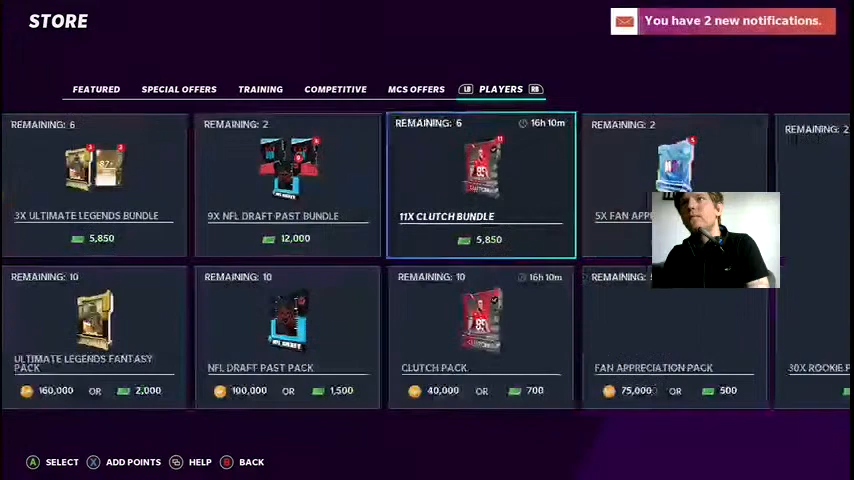 STORE
You have 2 new notifications.
FEATURED SPECIAL OFFERS TRAINING COMPETITIVE MCS OFFERS LB PLAYERS RB
REMAINING: 6
3X ULTIMATE LEGENDS BUNDLE
5,850
REMAINING: 2
9X NFL DRAFT PAST BUNDLE
12,000
REMAINING: 6 16h 10m
11X CLUTCH BUNDLE
5,850
REMAINING: 2
5X FAN APPR
REMAINING: 2
REMAINING: 10
ULTIMATE LEGENDS FANTASY
PACK
160,000 OR 2,000
REMAINING: 10
NFL DRAFT PAST PACK
100,000 OR 1,500
REMAINING: 10 16h 10m
CLUTCH PACK
40,000 OR 700
REMAINING:
FAN APPRECIATION PACK
75,000 OR 500
30X ROOKIE P
A SELECT X ADD POINTS HELP B BACK